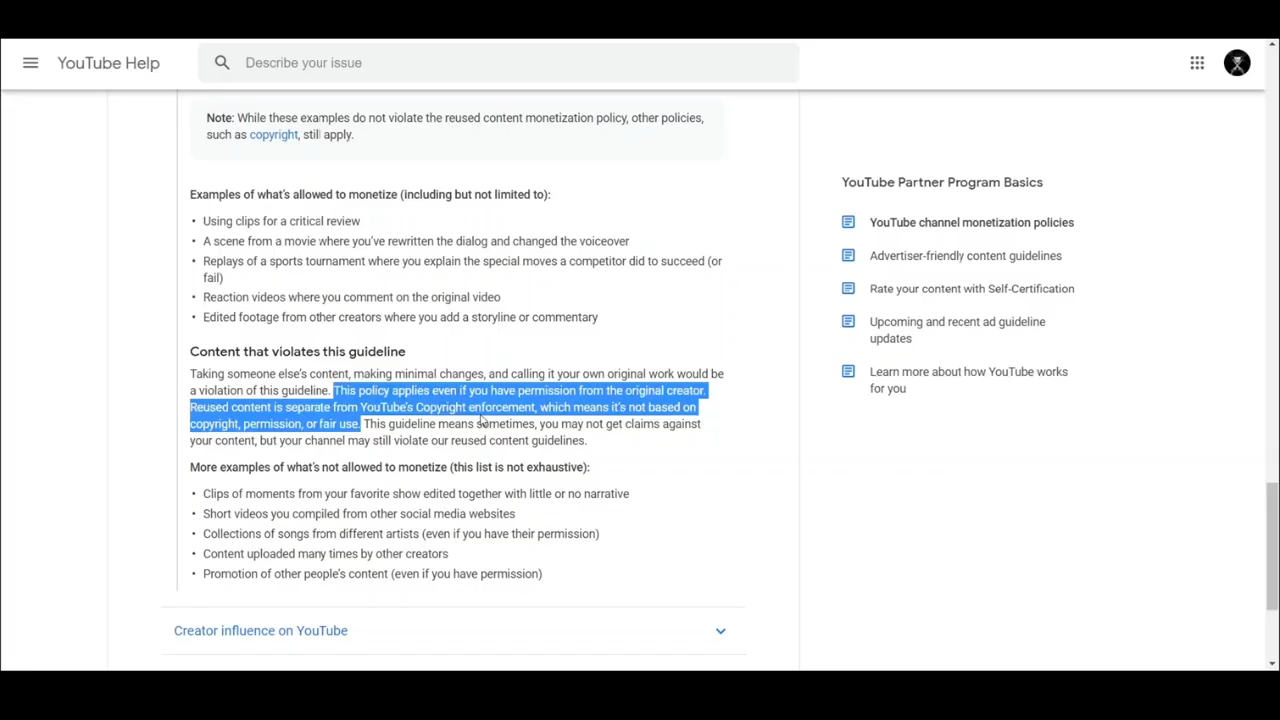 YouTube Help
Describe your issue
Note: While these examples do not violate the reused content monetization policy, other policies,
such as copyright, still apply.
Examples of what's allowed to monetize (including but not limited to):
• Using clips for a critical review
• A scene from a movie where you've rewritten the dialog and changed the voiceover
• Replays of a sports tournament where you explain the special moves a competitor did to succeed (or
fail)
• Reaction videos where you comment on the original video
• Edited footage from other creators where you add a storyline or commentary
Content that violates this guideline
Taking someone else's content, making minimal changes, and calling it your own original work would be
a violation of this guideline. This policy applies even if you have permission from the original creator.
Reused content is separate from YouTube's Copyright enforcement, which means it's not based on
copyright, permission, or fair use. This guideline means sometimes, you may not get claims against
your content, but your channel may still violate our reused content guidelines.
More examples of what's not allowed to monetize (this list is not exhaustive):
• Clips of moments from your favorite show edited together with little or no narrative
• Short videos you compiled from other social media websites
• Collections of songs from different artists (even if you have their permission)
• Content uploaded many times by other creators
• Promotion of other people's content (even if you have permission)
Creator influence on YouTube
YouTube Partner Program Basics
YouTube channel monetization policies
Advertiser-friendly content guidelines
Rate your content with Self-Certification
Upcoming and recent ad guideline
updates
Learn more about how YouTube works
for you